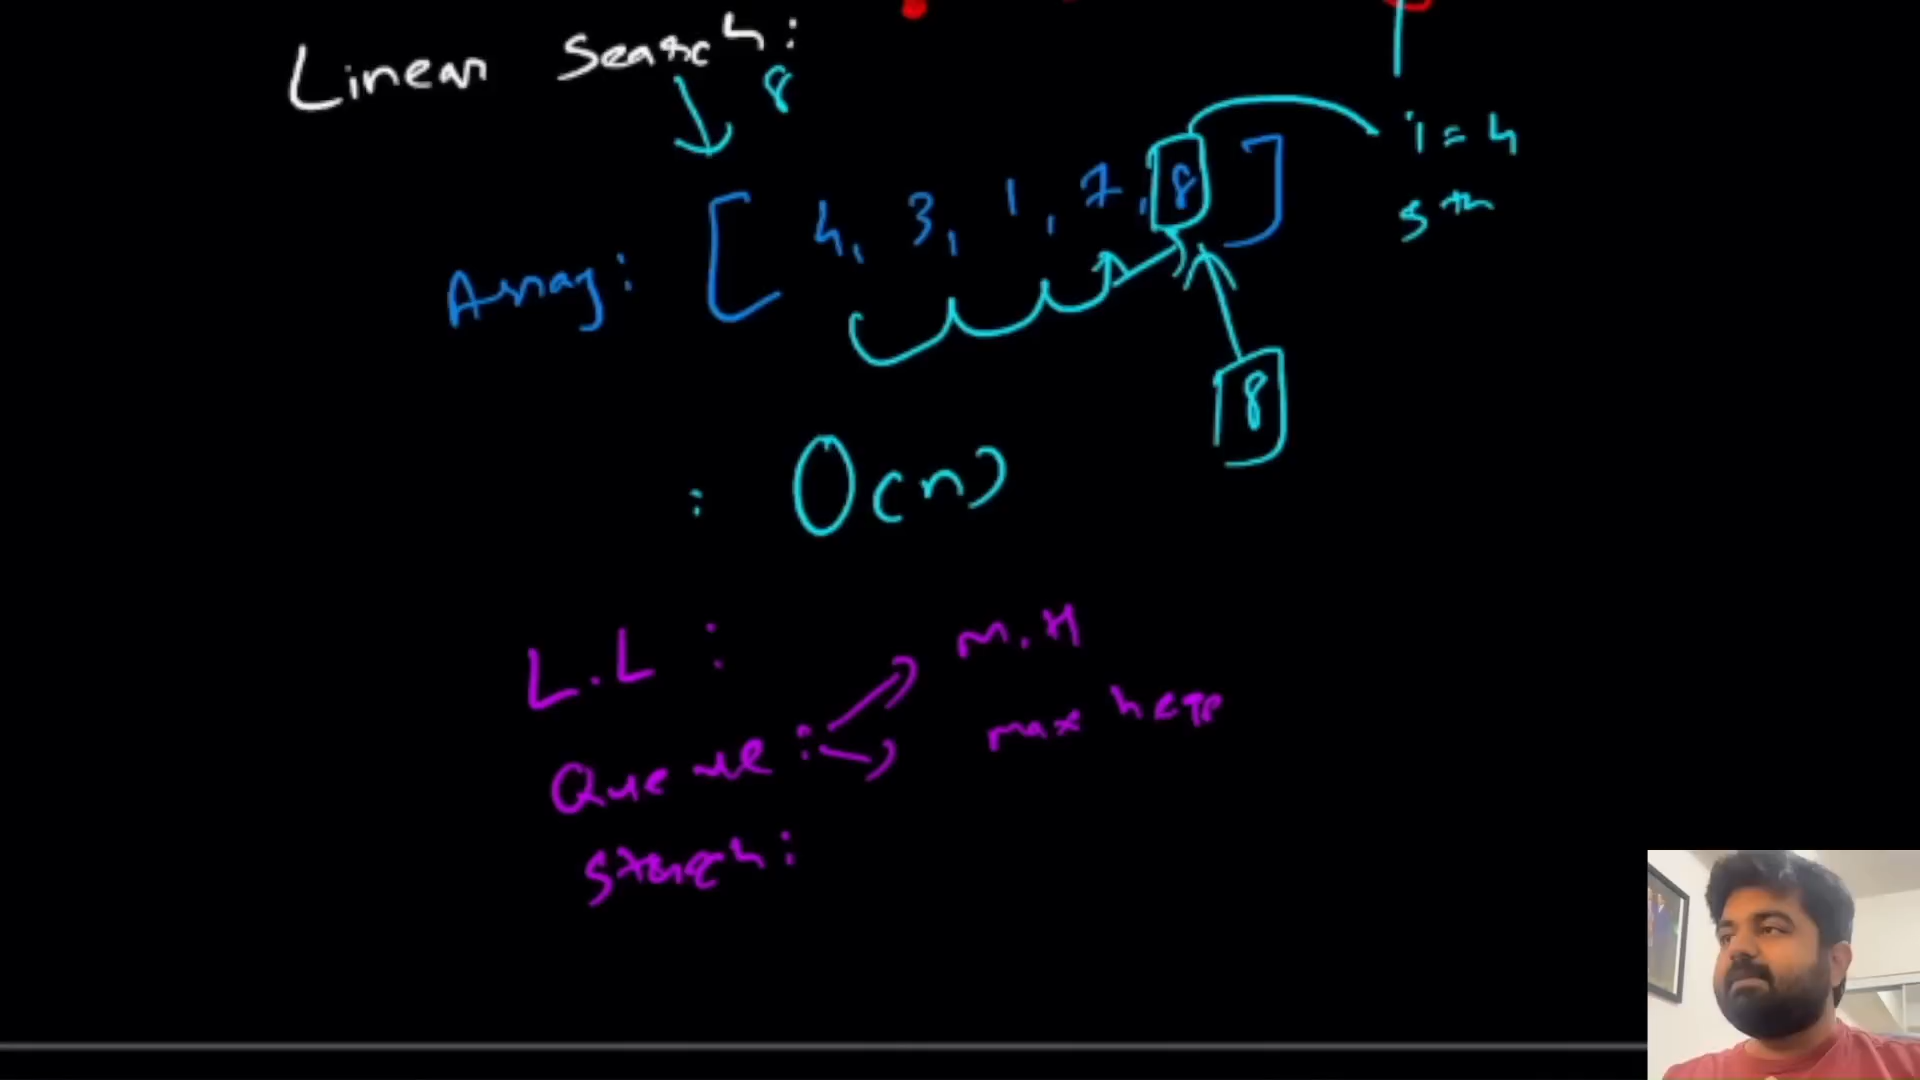 Linear Search:
8
i = 4
Array: [ 4, 3, 1, 7, 8 ]
5th
8
: O(n)
L.L :
M.H
Queue :
max heap
Stack :